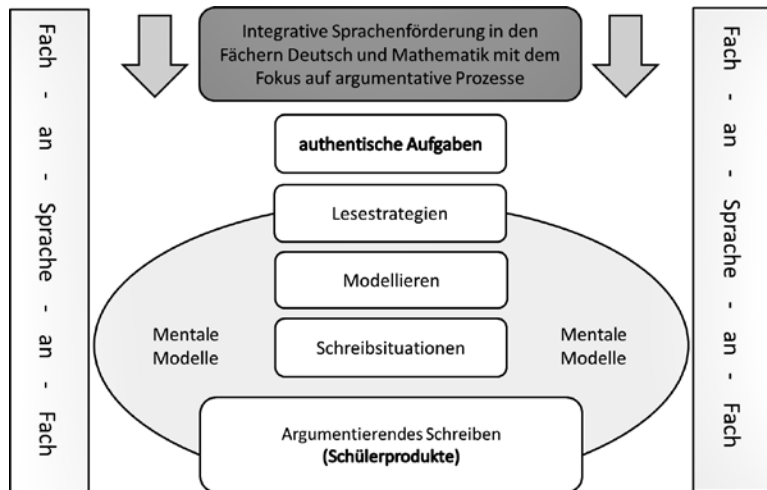 Integrative Sprachenförderung in den
Fächern Deutsch und Mathematik mit dem
Fokus auf argumentative Prozesse
Fach - an - Sprache - an - Fach
authentische Aufgaben
Lesestrategien
Modellieren
Mentale
Modelle
Schreibsituationen
Mentale
Modelle
Argumentierendes Schreiben
(Schülerprodukte)
Fach - an - Sprache - an - Fach